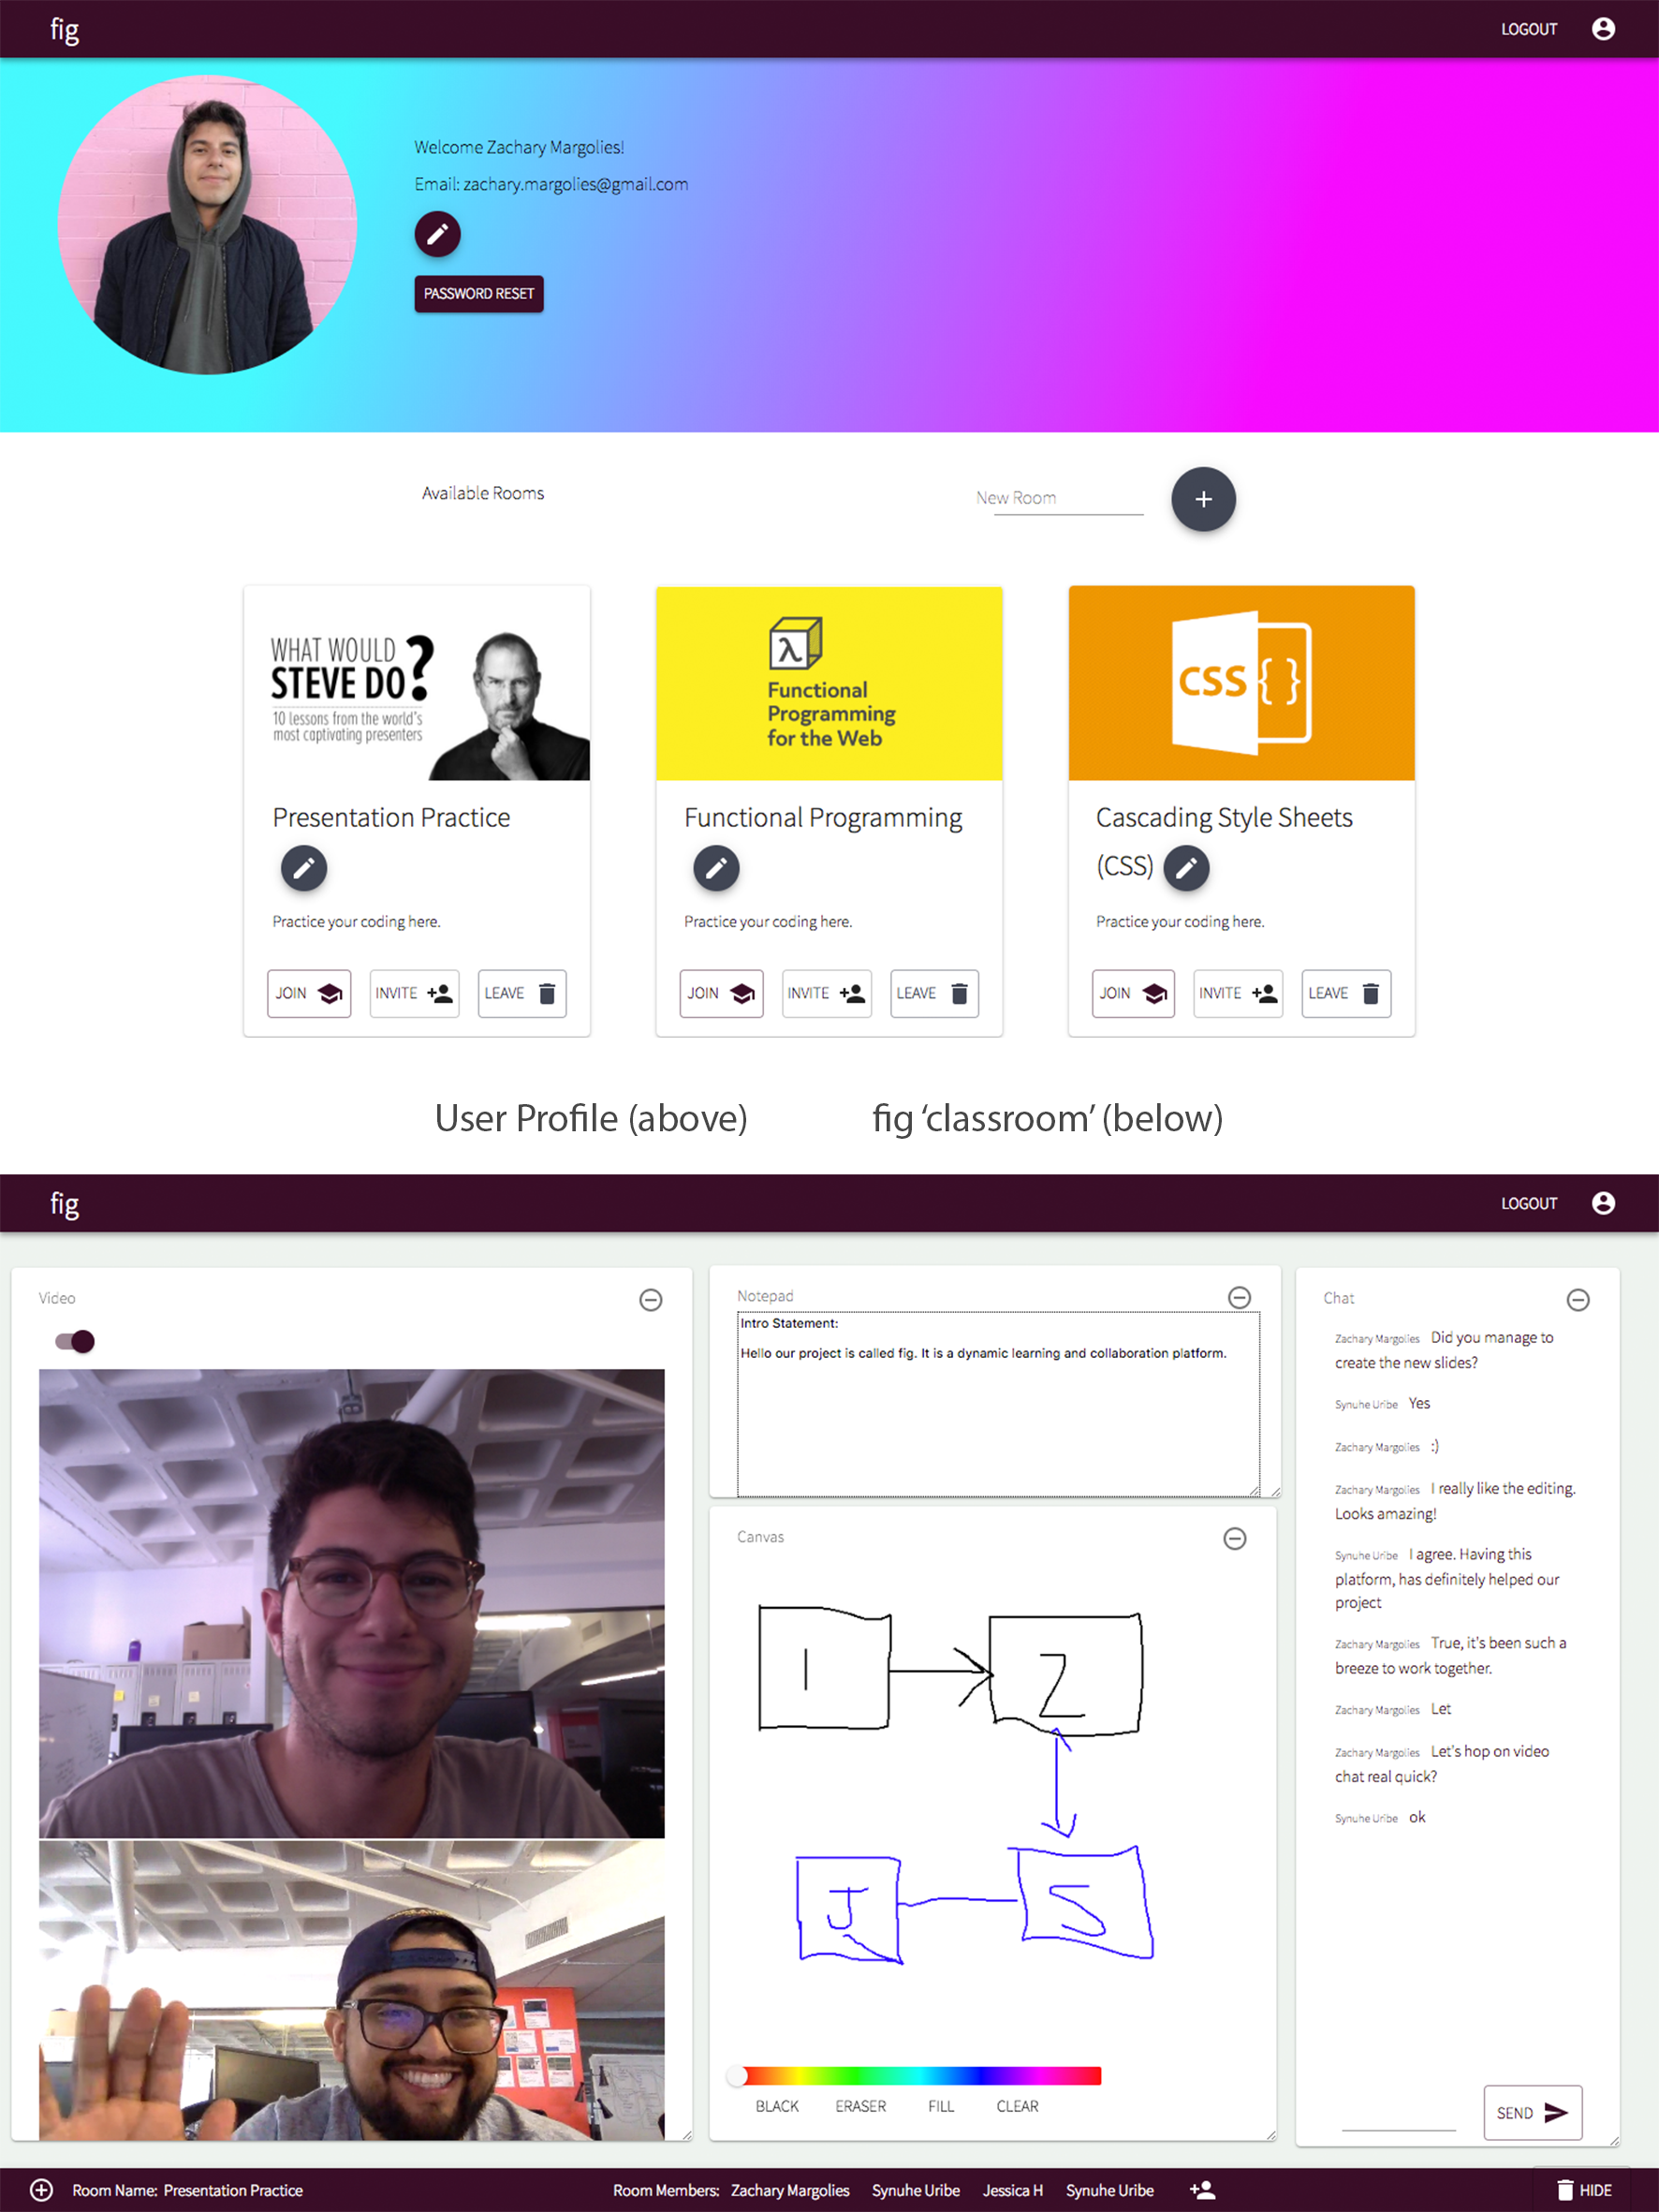 fig
LOGOUT
Welcome Zachary Margolies!
Email: zachary.margolies@gmail.com
PASSWORD RESET
Available Rooms
New Room
WHAT WOULD
STEVE DO?
10 lessons from the world's
most captivating presenters
Presentation Practice
Practice your coding here.
JOIN
INVITE
LEAVE
λ
Functional
Programming
for the Web
Functional Programming
Practice your coding here.
JOIN
INVITE
LEAVE
CSS {}
Cascading Style Sheets
(CSS)
Practice your coding here.
JOIN
INVITE
LEAVE
User Profile (above)
fig ‘classroom’ (below)
fig
LOGOUT
Video
Notepad
Intro Statement:
Hello our project is called fig. It is a dynamic learning and collaboration platform.
Canvas
1
Z
J
S
BLACK
ERASER
FILL
CLEAR
Chat
Zachary Margolies Did you manage to
create the new slides?
Synuhe Uribe Yes
Zachary Margolies :)
Zachary Margolies I really like the editing.
Looks amazing!
Synuhe Uribe I agree. Having this
platform, has definitely helped our
project
Zachary Margolies True, it's been such a
breeze to work together.
Zachary Margolies Let
Zachary Margolies Let's hop on video
chat real quick?
Synuhe Uribe ok
SEND
Room Name: Presentation Practice
Room Members: Zachary Margolies Synuhe Uribe Jessica H Synuhe Uribe
HIDE